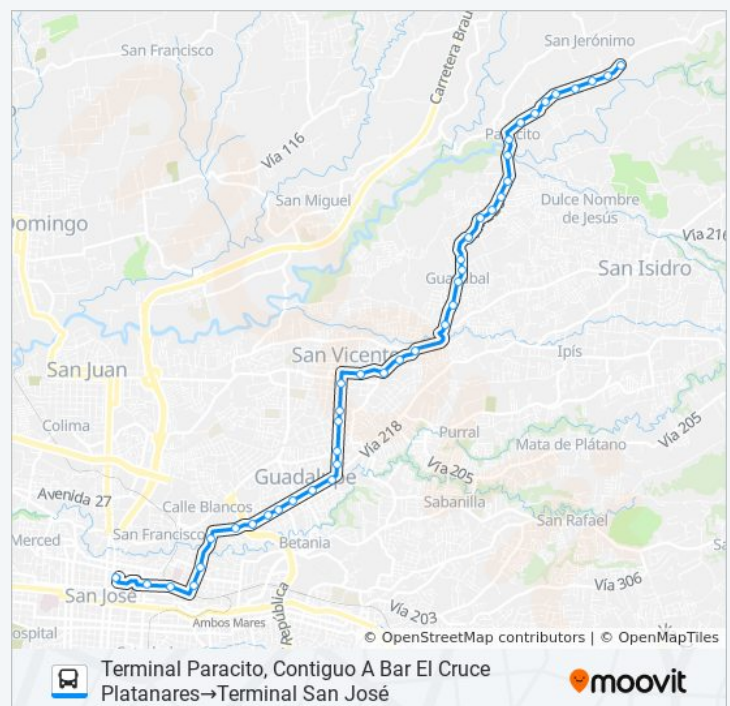 San Jerónimo
San Francisco
Carretera Brau
Vía 116
Paracito
San Miguel
Dulce Nombre
de Jesús
Domingo
Vía 216
San Isidro
Guayabal
San Vicente
Ipís
San Juan
Colima
Vía 218
Purral
Mata de Plátano
Vía 205
Guadalupe
Vía 205
Avenida 27
Calle Blancos
Sabanilla
San Rafael
Merced
San Francisco
Betania
San José
República
Vía 306
Ambos Mares
Vía 203
ospital
© OpenStreetMap contributors | © OpenMapTiles
Terminal Paracito, Contiguo A Bar El Cruce
Platanares→Terminal San José
moovit